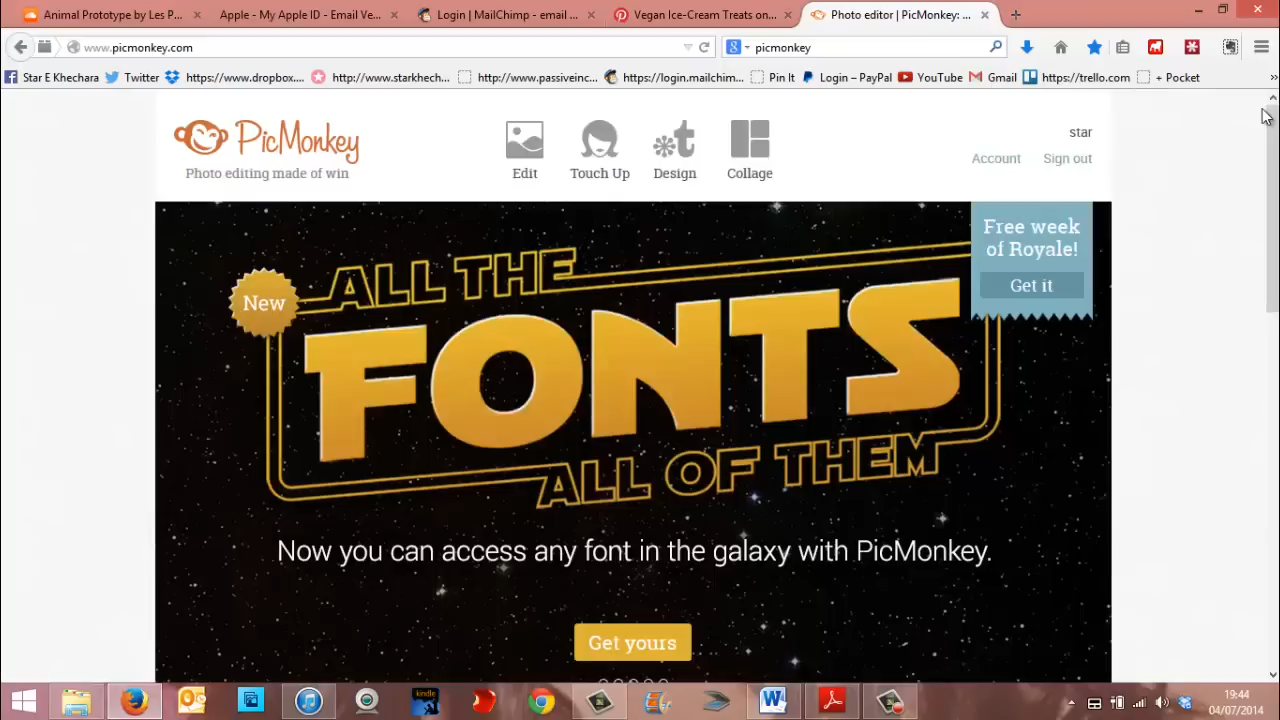 Animal Prototype by Les P...
Apple - My Apple ID - Email Ve...
Login | MailChimp - email ...
Vegan Ice-Cream Treats on...
Photo editor | PicMonkey: ...
www.picmonkey.com
picmonkey
Star E Khechara
Twitter
https://www.dropbox....
http://www.starkhech...
http://www.passiveinc...
https://login.mailchim...
Pin It
Login – PayPal
YouTube
Gmail
https://trello.com
+ Pocket
PicMonkey
Photo editing made of win
Edit
Touch Up
Design
Collage
star
Account
Sign out
Free week
of Royale!
Get it
New
ALL THE
FONTS
ALL OF THEM
Now you can access any font in the galaxy with PicMonkey.
Get yours
kindle
19:44
04/07/2014